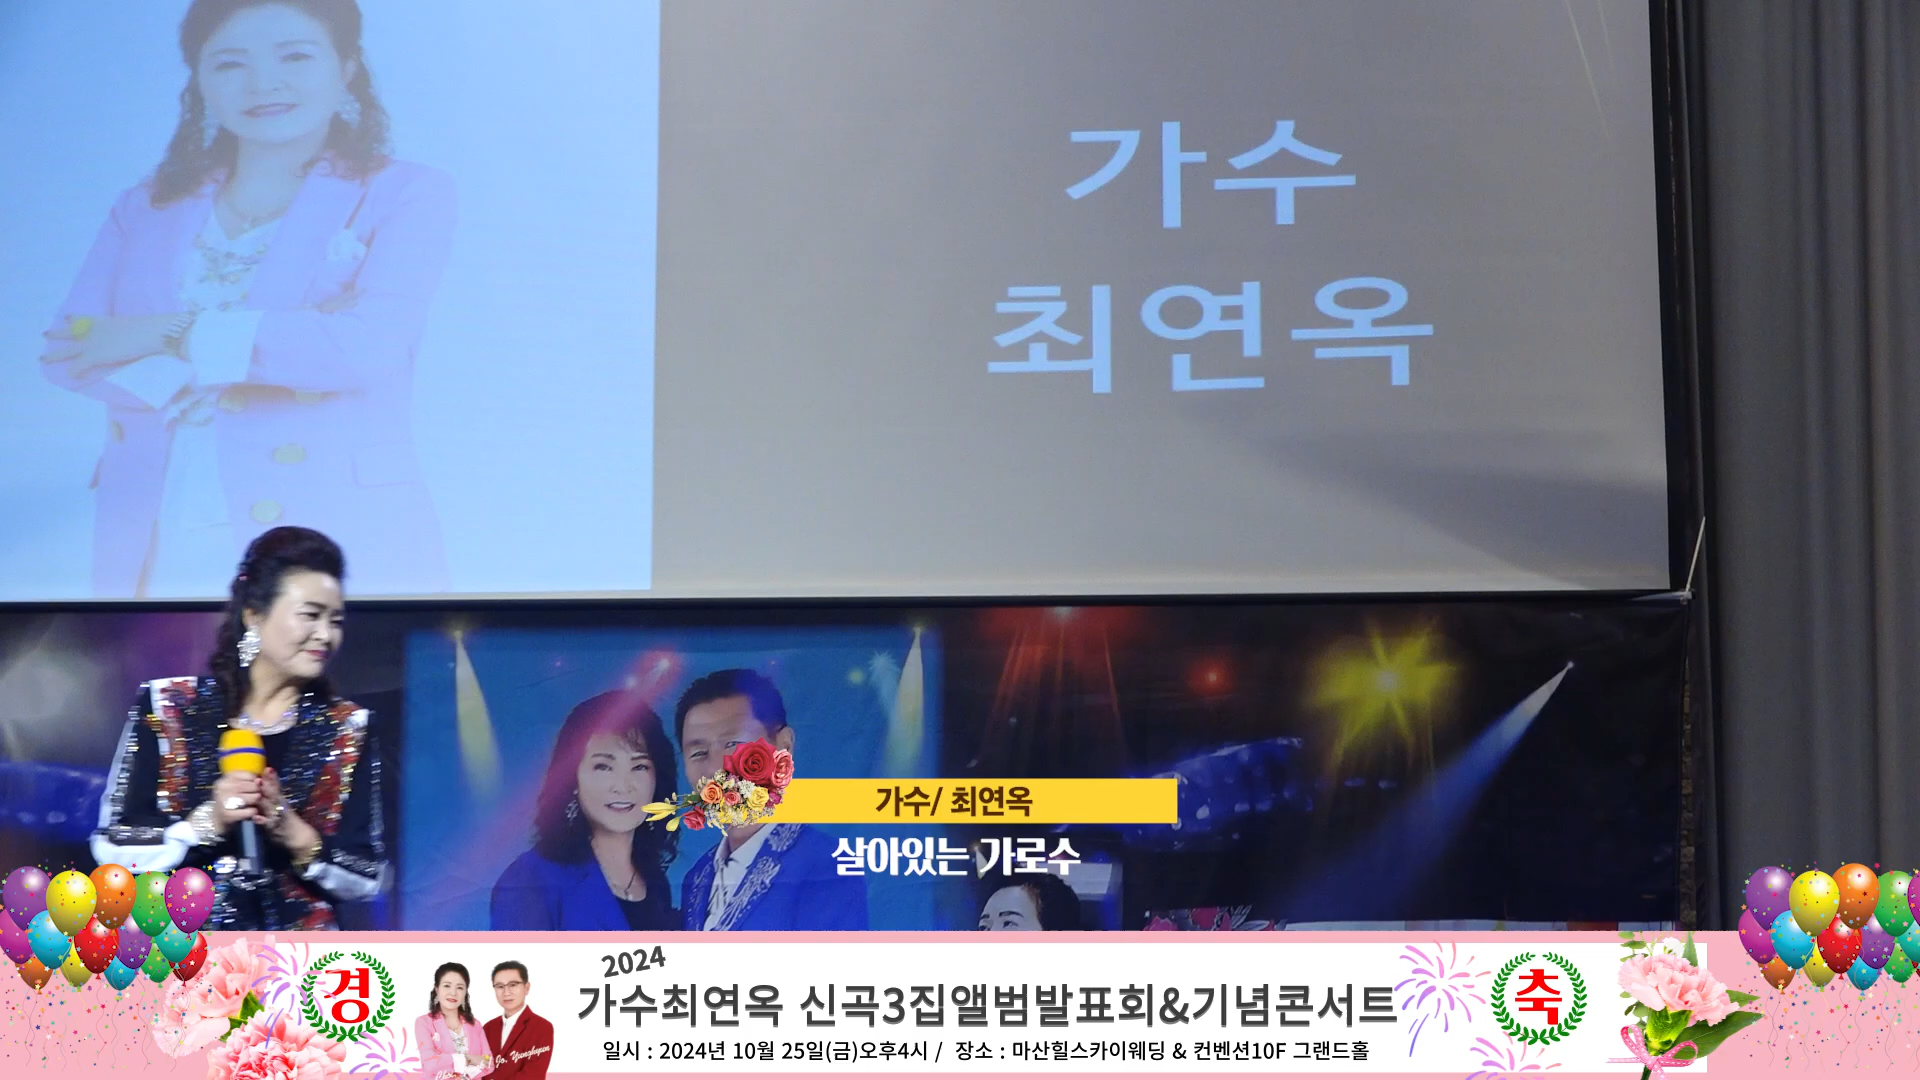 가수
최연옥
가수/ 최연옥
살아있는 가로수
경
2024
가수최연옥 신곡3집앨범발표회&기념콘서트
일시 : 2024년 10월 25일(금)오후4시 / 장소 : 마산힐스카이웨딩 & 컨벤션10F 그랜드홀
축
Jo, Yunghyun